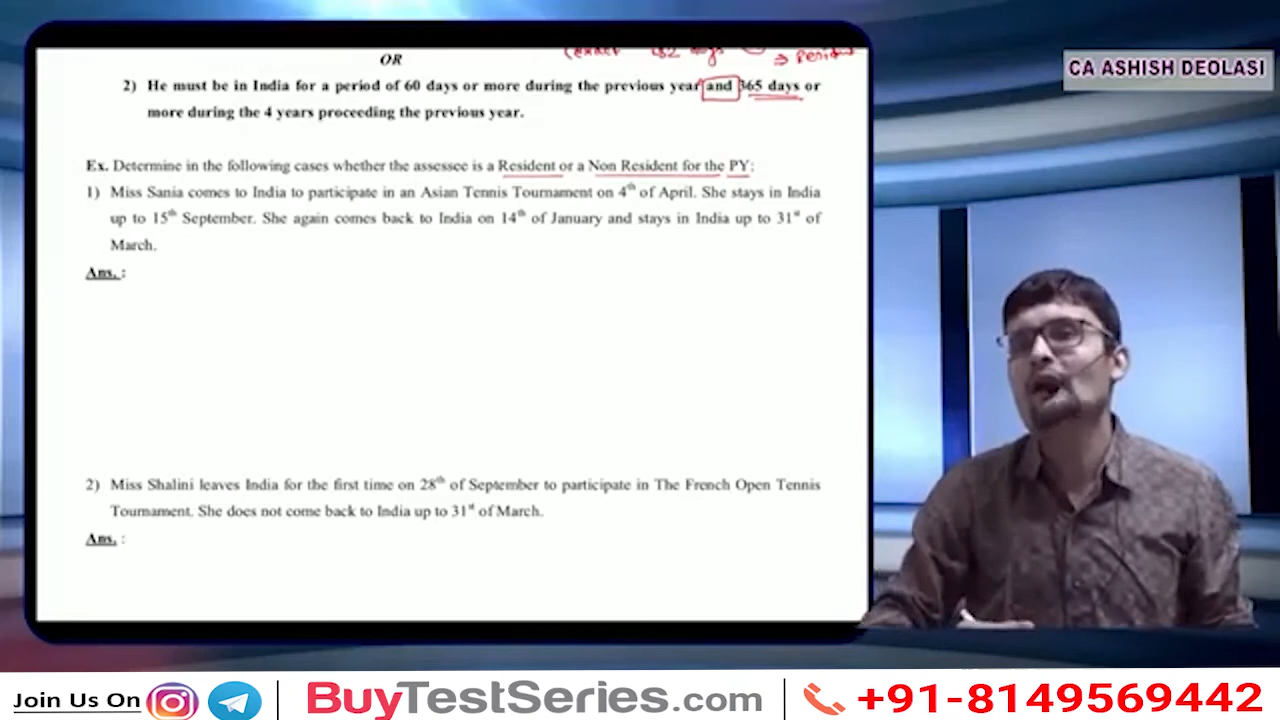 (exact 182 days
⇒ Resident
OR
CA ASHISH DEOLASI
2) He must be in India for a period of 60 days or more during the previous year and 365 days or
more during the 4 years proceeding the previous year.
Ex. Determine in the following cases whether the assessee is a Resident or a Non Resident for the PY:
1) Miss Sania comes to India to participate in an Asian Tennis Tournament on 4th of April. She stays in India
up to 15th September. She again comes back to India on 14th of January and stays in India up to 31st of
March.
Ans. :
2) Miss Shalini leaves India for the first time on 28th of September to participate in The French Open Tennis
Tournament. She does not come back to India up to 31st of March.
Ans. :
Join Us On
BuyTestSeries.com
+91-8149569442